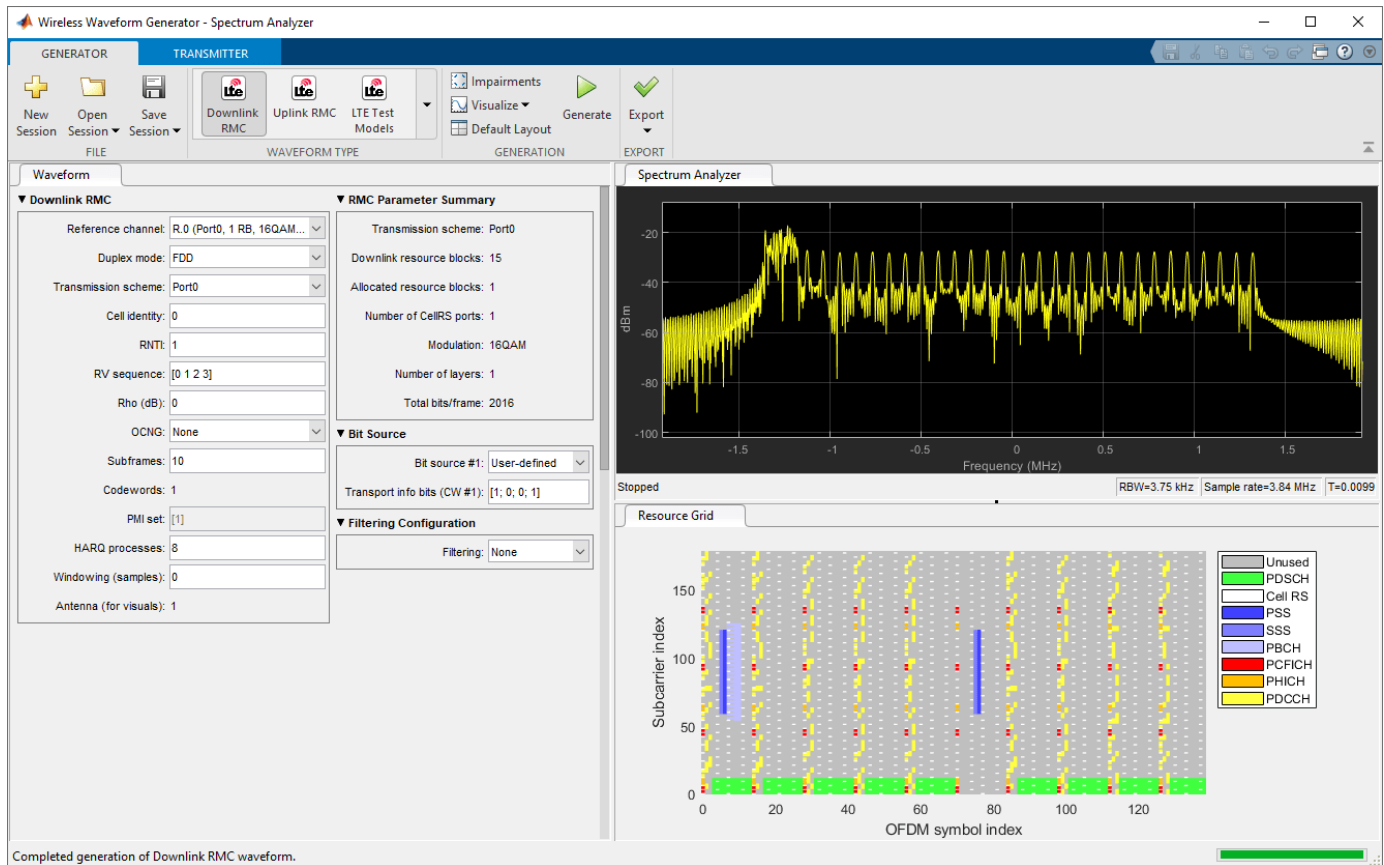 Wireless Waveform Generator - Spectrum Analyzer
GENERATOR TRANSMITTER
New Session
Open Session
Save Session
FILE
Lte Downlink RMC
Lte Uplink RMC
Lte LTE Test Models
WAVEFORM TYPE
Impairments
Visualize
Default Layout
Generate
GENERATION
Export
EXPORT
Waveform
Downlink RMC
Reference channel: R.0 (Port0, 1 RB, 16QAM...
Duplex mode: FDD
Transmission scheme: Port0
Cell identity: 0
RNTI: 1
RV sequence: [0 1 2 3]
Rho (dB): 0
OCNG: None
Subframes: 10
Codewords: 1
PMI set: [1]
HARQ processes: 8
Windowing (samples): 0
Antenna (for visuals): 1
RMC Parameter Summary
Transmission scheme: Port0
Downlink resource blocks: 15
Allocated resource blocks: 1
Number of CellRS ports: 1
Modulation: 16QAM
Number of layers: 1
Total bits/frame: 2016
Bit Source
Bit source #1: User-defined
Transport info bits (CW #1): [1; 0; 0; 1]
Filtering Configuration
Filtering: None
Spectrum Analyzer
dBm
-20
-40
-60
-80
-100
-1.5 -1 -0.5 0 0.5 1 1.5
Frequency (MHz)
Stopped RBW=3.75 kHz Sample rate=3.84 MHz T=0.0099
Resource Grid
Subcarrier index
150
100
50
0
0 20 40 60 80 100 120
OFDM symbol index
Unused
PDSCH
Cell RS
PSS
SSS
PBCH
PCFICH
PHICH
PDCCH
Completed generation of Downlink RMC waveform.